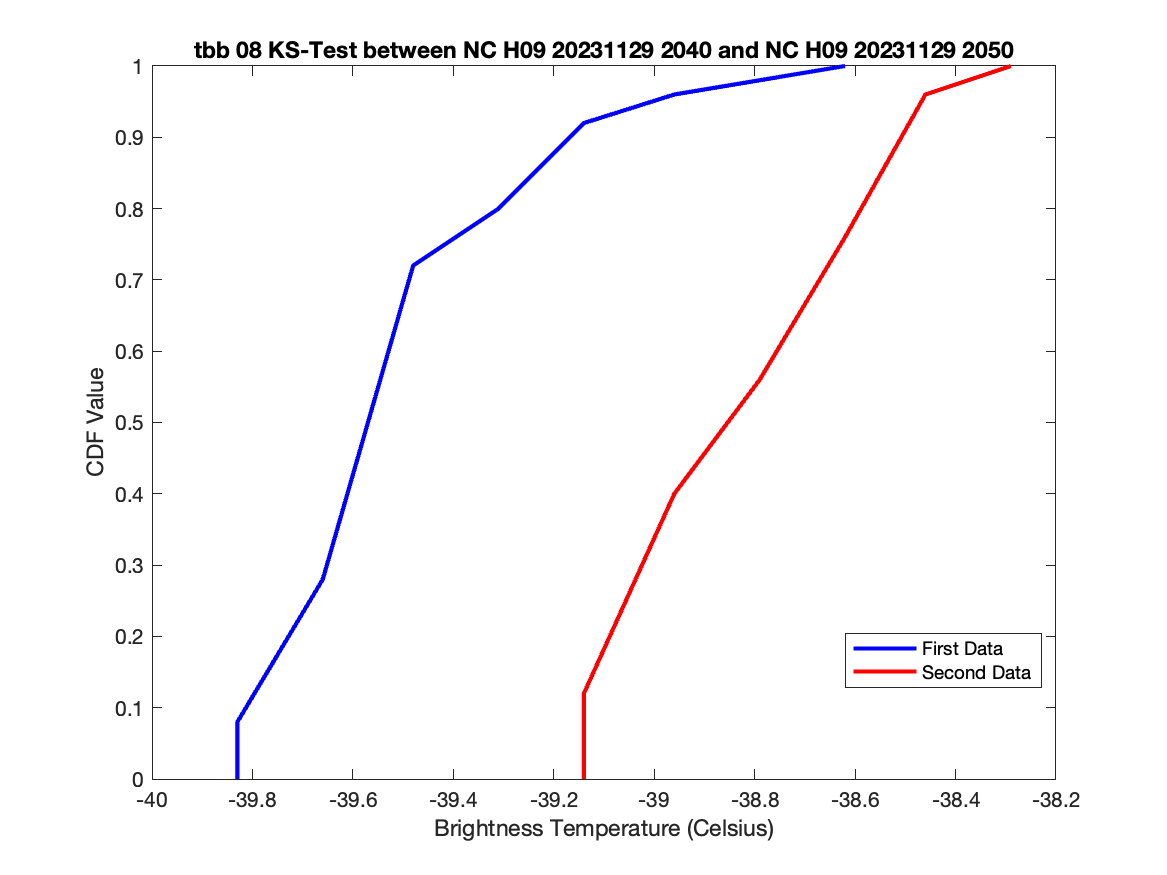 tbb 08 KS-Test between NC H09 20231129 2040 and NC H09 20231129 2050
1
0.9
0.8
0.7
0.6
0.5
0.4
0.3
0.2
0.1
0
CDF Value
First Data
Second Data
-40 -39.8 -39.6 -39.4 -39.2 -39 -38.8 -38.6 -38.4 -38.2
Brightness Temperature (Celsius)